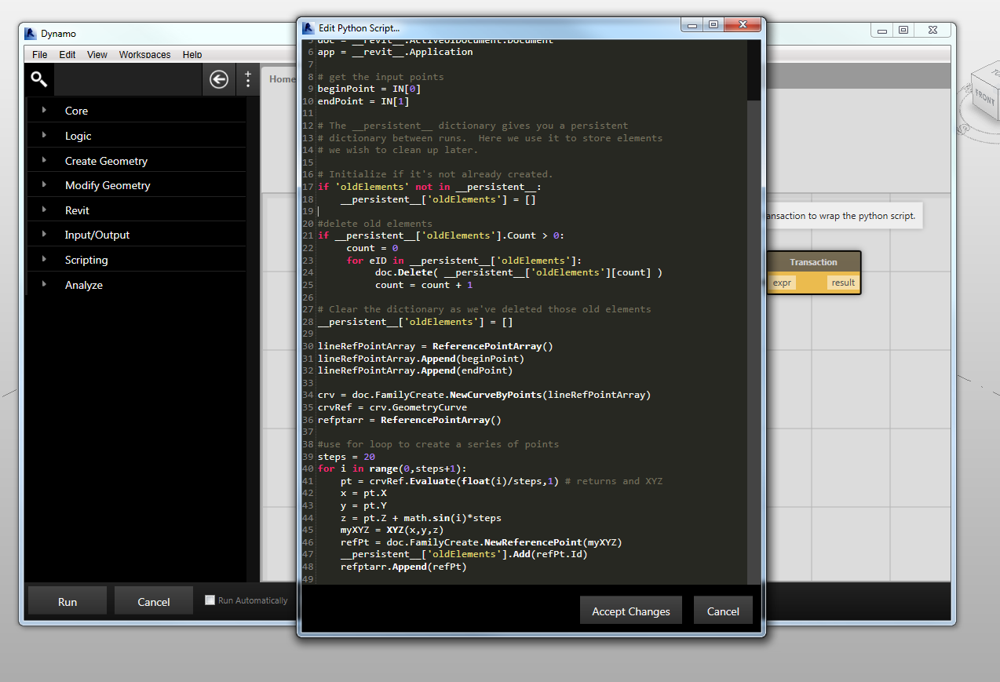 Dynamo
File Edit View Workspaces Help
Home
Core
Logic
Create Geometry
Modify Geometry
Revit
Input/Output
Scripting
Analyze
Run
Cancel
Run Automatically
Edit Python Script...
5 doc = __revit__.ActiveUIDocument.Document
6 app = __revit__.Application
7
8 # get the input points
9 beginPoint = IN[0]
10 endPoint = IN[1]
11
12 # The __persistent__ dictionary gives you a persistent
13 # dictionary between runs.  Here we use it to store elements
14 # we wish to clean up later.
15
16 # Initialize if it's not already created.
17 if 'oldElements' not in __persistent__:
18     __persistent__['oldElements'] = []
19
20 #delete old elements
21 if __persistent__['oldElements'].Count > 0:
22      count = 0
23      for eID in __persistent__['oldElements']:
24           doc.Delete( __persistent__['oldElements'][count] )
25           count = count + 1
26
27 # Clear the dictionary as we've deleted those old elements
28 __persistent__['oldElements'] = []
29
30 lineRefPointArray = ReferencePointArray()
31 lineRefPointArray.Append(beginPoint)
32 lineRefPointArray.Append(endPoint)
33
34 crv = doc.FamilyCreate.NewCurveByPoints(lineRefPointArray)
35 crvRef = crv.GeometryCurve
36 refptarr = ReferencePointArray()
37
38 #use for loop to create a series of points
39 steps = 20
40 for i in range(0,steps+1):
41     pt = crvRef.Evaluate(float(i)/steps,1) # returns and XYZ
42     x = pt.X
43     y = pt.Y
44     z = pt.Z + math.sin(i)*steps
45     myXYZ = XYZ(x,y,z)
46     refPt = doc.FamilyCreate.NewReferencePoint(myXYZ)
47     __persistent__['oldElements'].Add(refPt.Id)
48     refptarr.Append(refPt)
49
Accept Changes
Cancel
ansaction to wrap the python script.
Transaction
expr result
FRONT